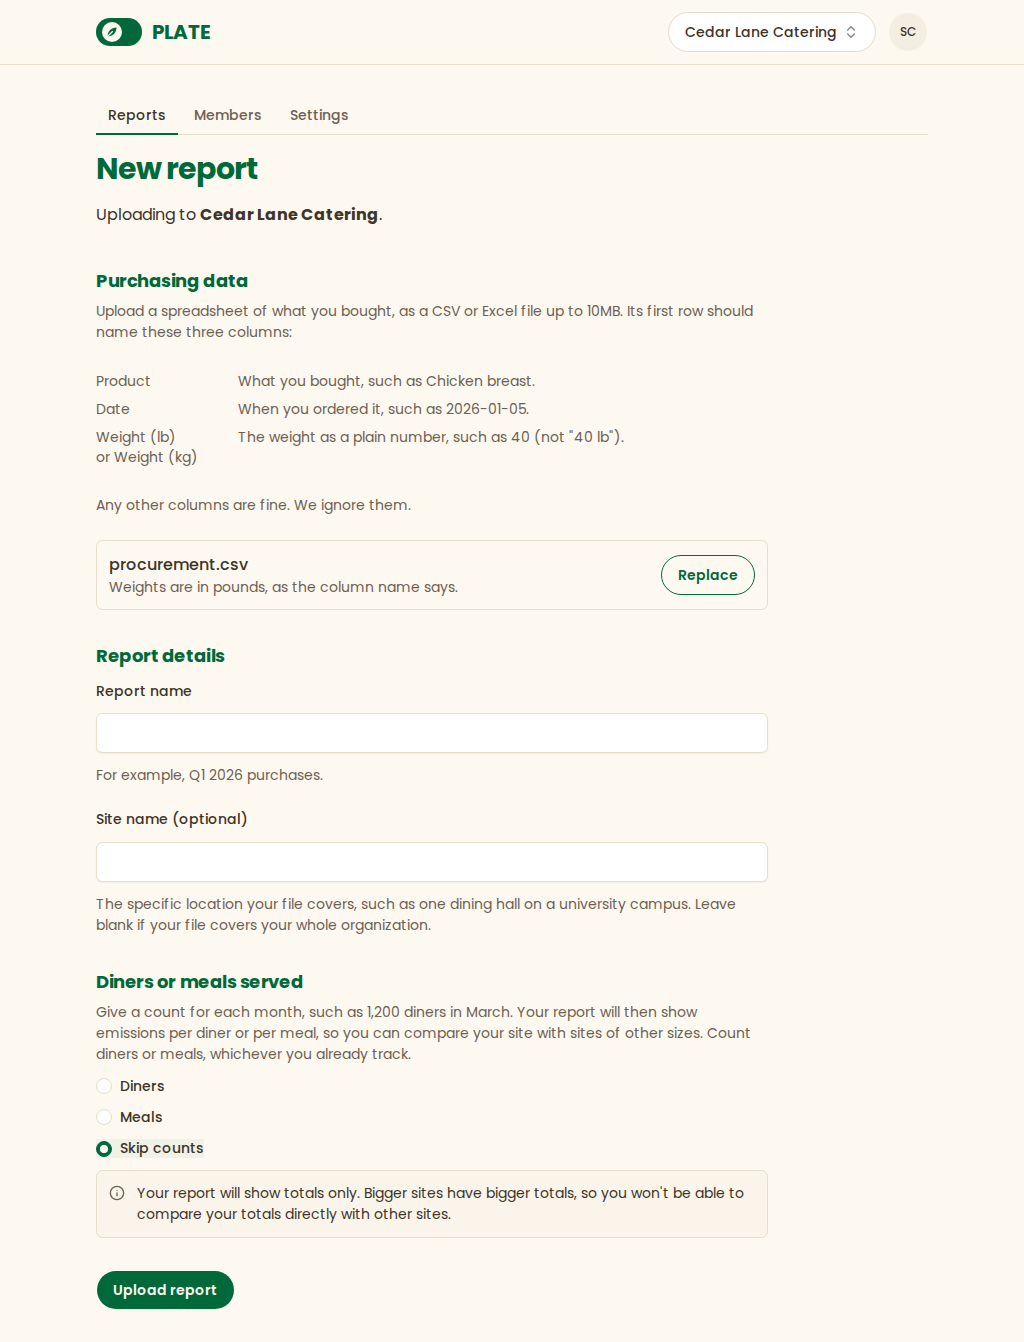 PLATE
Cedar Lane Catering
SC
Reports
Members
Settings
New report
Uploading to Cedar Lane Catering.
Purchasing data
Upload a spreadsheet of what you bought, as a CSV or Excel file up to 10MB. Its first row should
name these three columns:
Product
What you bought, such as Chicken breast.
Date
When you ordered it, such as 2026-01-05.
Weight (lb)
or Weight (kg)
The weight as a plain number, such as 40 (not "40 lb").
Any other columns are fine. We ignore them.
procurement.csv
Weights are in pounds, as the column name says.
Replace
Report details
Report name
For example, Q1 2026 purchases.
Site name (optional)
The specific location your file covers, such as one dining hall on a university campus. Leave
blank if your file covers your whole organization.
Diners or meals served
Give a count for each month, such as 1,200 diners in March. Your report will then show
emissions per diner or per meal, so you can compare your site with sites of other sizes. Count
diners or meals, whichever you already track.
Diners
Meals
Skip counts
Your report will show totals only. Bigger sites have bigger totals, so you won't be able to
compare your totals directly with other sites.
Upload report